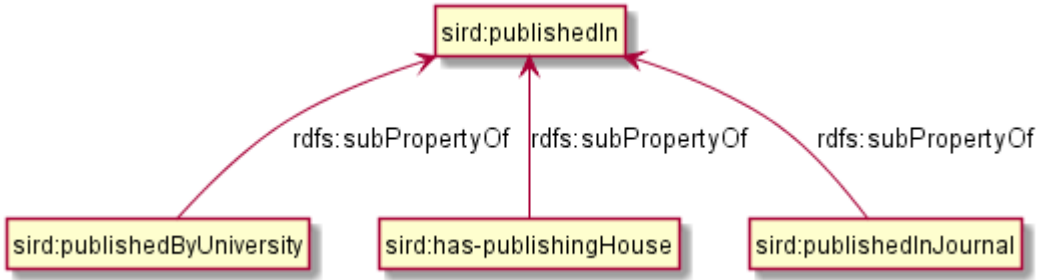 sird:publishedIn
rdfs:subPropertyOf rdfs:subPropertyOf rdfs:subPropertyOf
sird:publishedByUniversity sird:has-publishingHouse sird:publishedInJournal